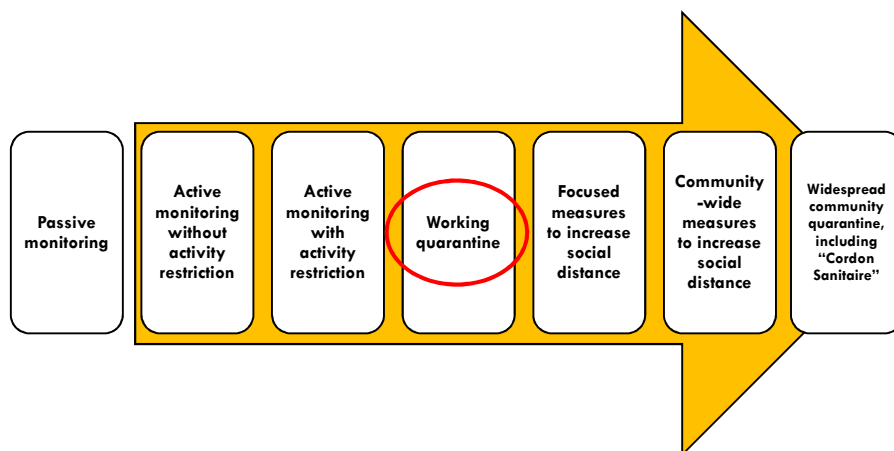 Passive
monitoring
Active
monitoring
without
activity
restriction
Active
monitoring
with
activity
restriction
Working
quarantine
Focused
measures
to increase
social
distance
Community
-wide
measures
to increase
social
distance
Widespread
community
quarantine,
including
“Cordon
Sanitaire”